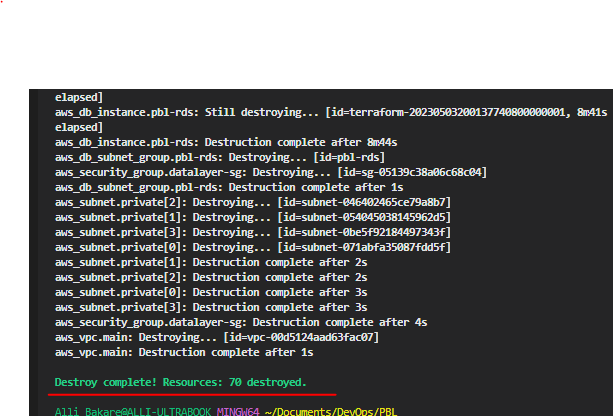 elapsed]
aws_db_instance.pbl-rds: Still destroying... [id=terraform-20230503200137740800000001, 8m41s
elapsed]
aws_db_instance.pbl-rds: Destruction complete after 8m44s
aws_db_subnet_group.pbl-rds: Destroying... [id=pbl-rds]
aws_security_group.datalayer-sg: Destroying... [id=sg-05139c38a06c68c04]
aws_db_subnet_group.pbl-rds: Destruction complete after 1s
aws_subnet.private[2]: Destroying... [id=subnet-046402465ce79a8b7]
aws_subnet.private[1]: Destroying... [id=subnet-054045038145962d5]
aws_subnet.private[3]: Destroying... [id=subnet-0be5f92184497343f]
aws_subnet.private[0]: Destroying... [id=subnet-071abfa35087fdd5f]
aws_subnet.private[1]: Destruction complete after 2s
aws_subnet.private[2]: Destruction complete after 2s
aws_subnet.private[0]: Destruction complete after 3s
aws_subnet.private[3]: Destruction complete after 3s
aws_security_group.datalayer-sg: Destruction complete after 4s
aws_vpc.main: Destroying... [id=vpc-00d5124aad63fac07]
aws_vpc.main: Destruction complete after 1s
Destroy complete! Resources: 70 destroyed.
Alli Bakare@ALLI-ULTRABOOK MINGW64 ~/Documents/DevOps/PBL